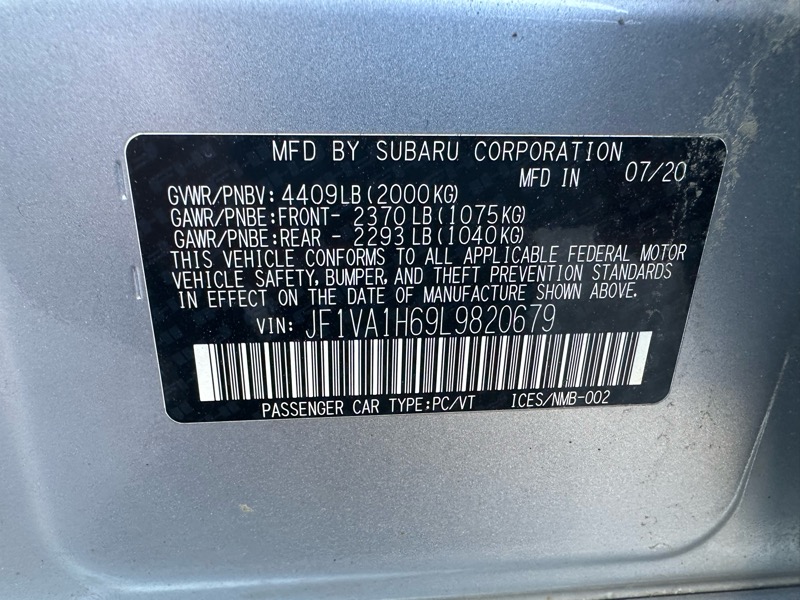 MFD BY SUBARU CORPORATION
MFD IN 07/20
GVWR/PNBV: 4409LB(2000KG)
GAWR/PNBE:FRONT- 2370LB(1075KG)
GAWR/PNBE:REAR - 2293LB(1040KG)
THIS VEHICLE CONFORMS TO ALL APPLICABLE FEDERAL MOTOR
VEHICLE SAFETY, BUMPER, AND THEFT PREVENTION STANDARDS
IN EFFECT ON THE DATE OF MANUFACTURE SHOWN ABOVE.
VIN: JF1VA1H69L9820679
PASSENGER CAR TYPE:PC/VT ICES/NMB-002